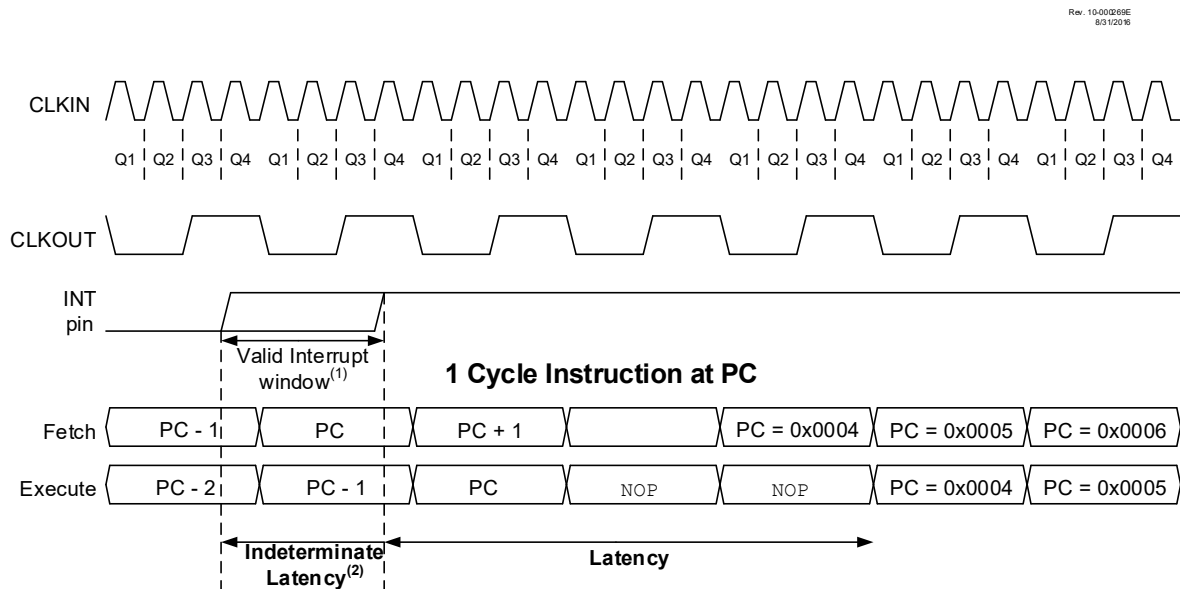 Rev. 10-000269E
8/31/2016
CLKIN
Q1 Q2 Q3 Q4 Q1 Q2 Q3 Q4 Q1 Q2 Q3 Q4 Q1 Q2 Q3 Q4 Q1 Q2 Q3 Q4 Q1 Q2 Q3 Q4 Q1 Q2 Q3 Q4
CLKOUT
INT
pin
Valid Interrupt
window(1)
1 Cycle Instruction at PC
Fetch PC - 1 PC PC + 1 PC = 0x0004 PC = 0x0005 PC = 0x0006
Execute PC - 2 PC - 1 PC NOP NOP PC = 0x0004 PC = 0x0005
Indeterminate
Latency(2)
Latency